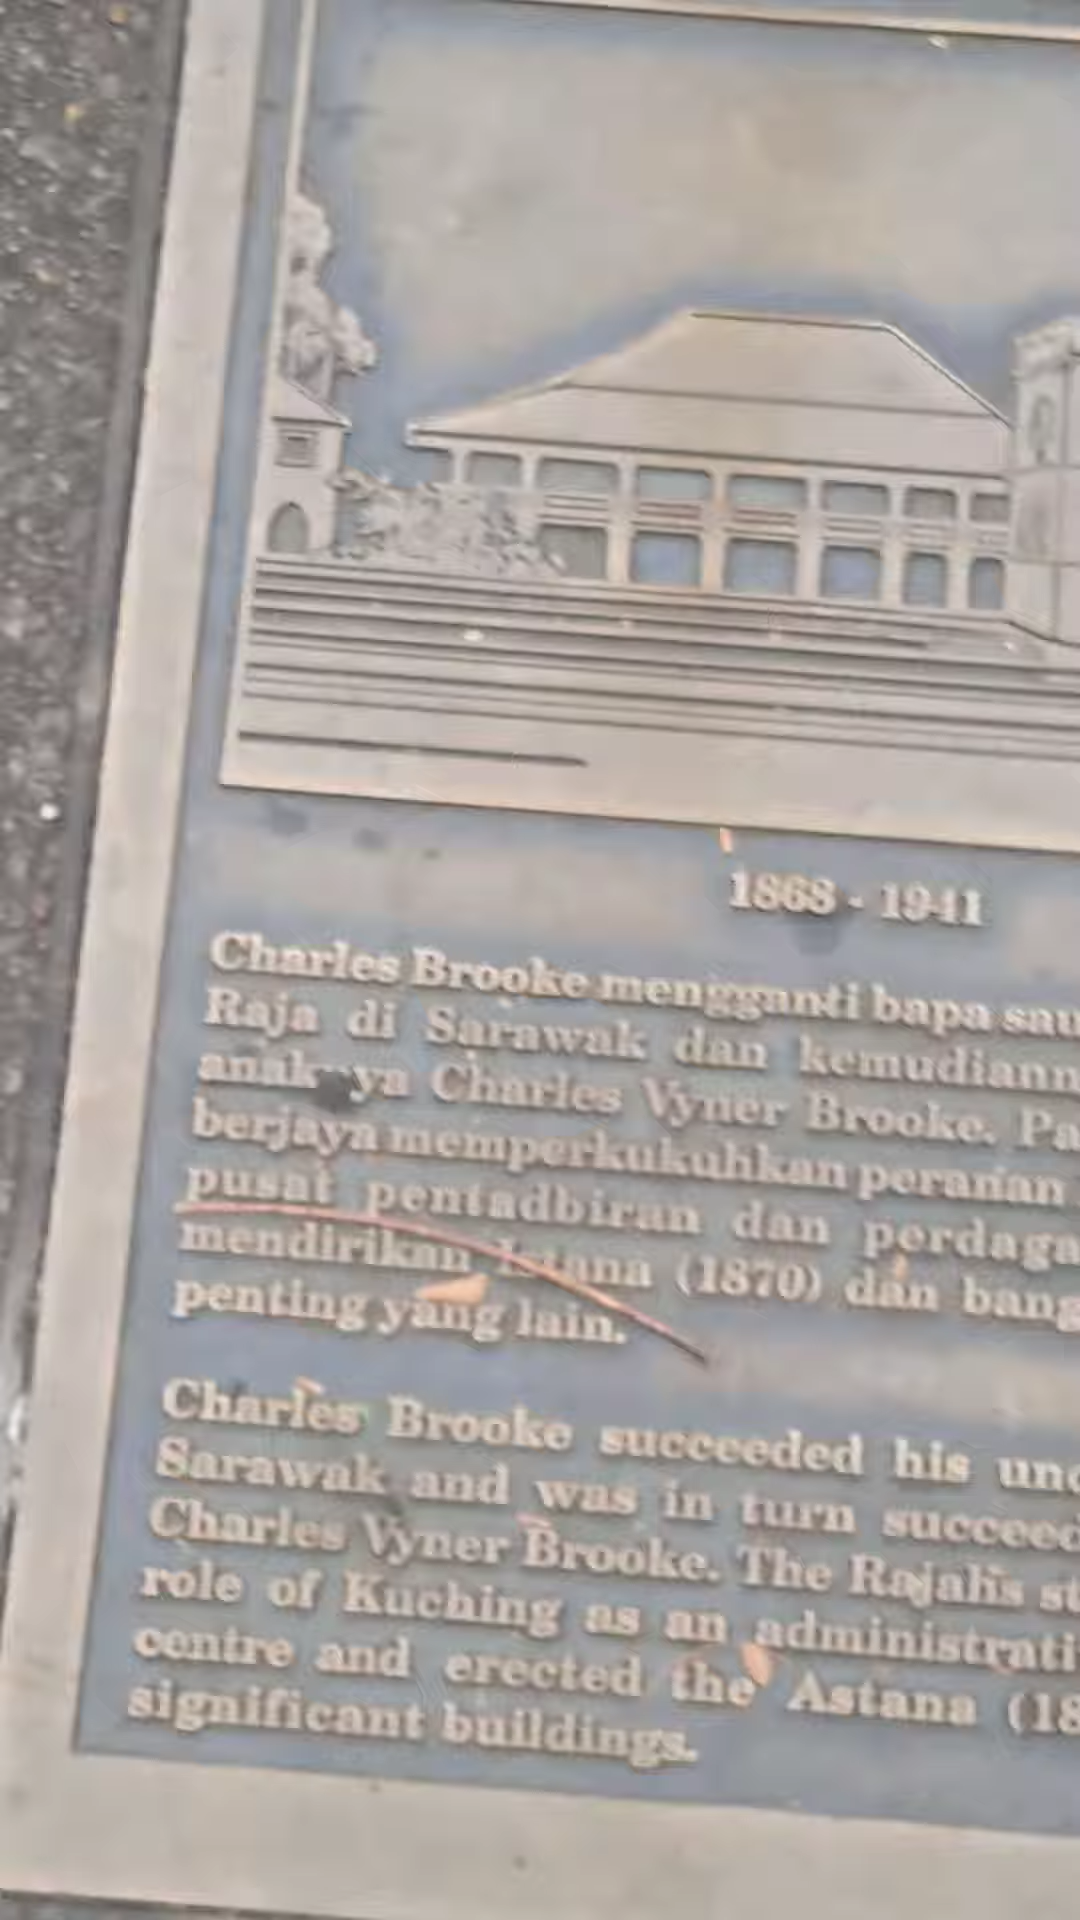 1868 - 1941
Charles Brooke mengganti bapa sau
Raja di Sarawak dan kemudiann
anaknya Charles Vyner Brooke. Pa
berjaya memperkukuhkan peranan
pusat pentadbiran dan perdaga
mendirikan Istana (1870) dan bang
penting yang lain.
Charles Brooke succeeded his unc
Sarawak and was in turn succeed
Charles Vyner Brooke. The Rajahs st
role of Kuching as an administrati
centre and erected the Astana (18
significant buildings.